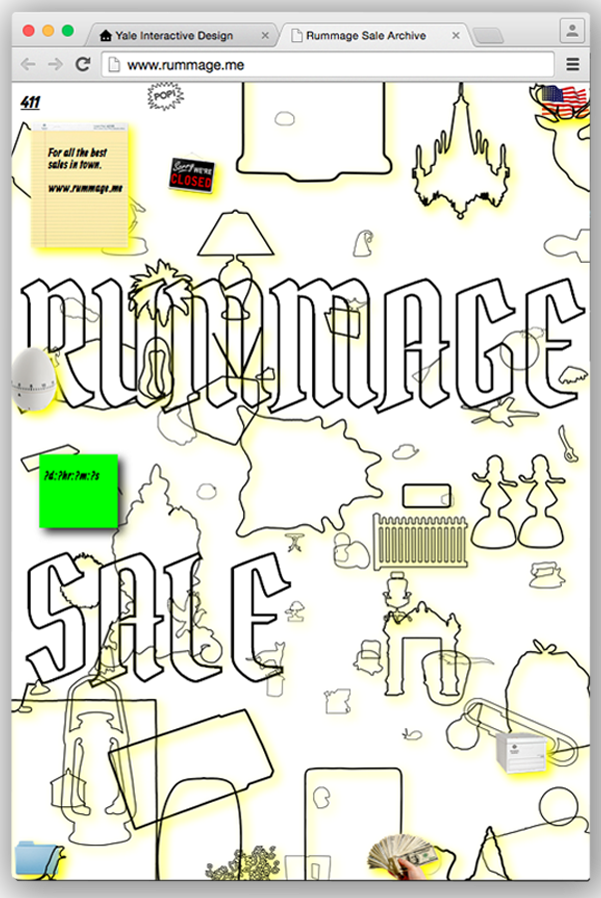 Yale Interactive Design
Rummage Sale Archive
www.rummage.me
411
POP!
For all the best
sales in town.
www.rummage.me
Sorry WE'RE
CLOSED
RUMMAGE
?d:?hr:?m:?s
SALE